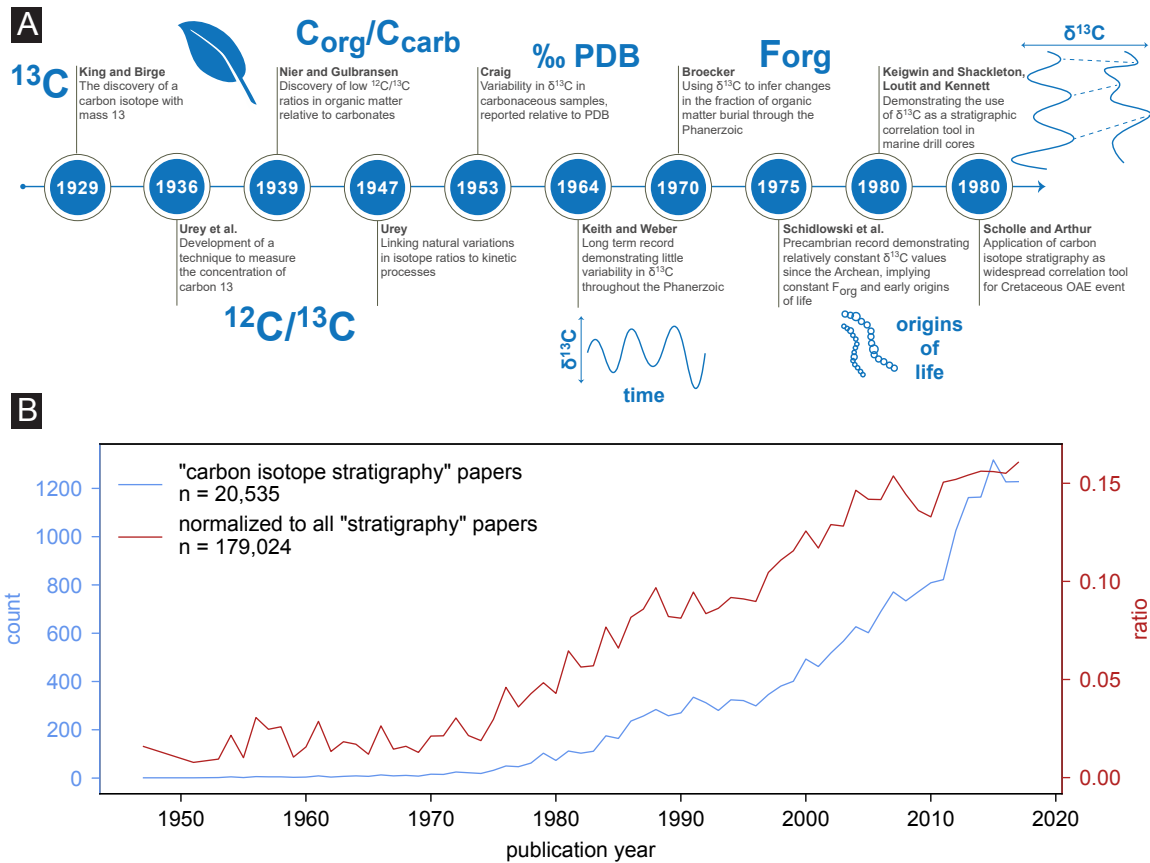 A
¹³C
King and Birge
The discovery of a
carbon isotope with
mass 13
C_org/C_carb
Nier and Gulbransen
Discovery of low ¹²C/¹³C
ratios in organic matter
relative to carbonates
‰ PDB
Craig
Variability in δ¹³C in
carbonaceous samples,
reported relative to PDB
Forg
Broecker
Using δ¹³C to infer changes
in the fraction of organic
matter burial through the
Phanerzoic
Keigwin and Shackleton,
Loutit and Kennett
Demonstrating the use
of δ¹³C as a stratigraphic
correlation tool in
marine drill cores
δ¹³C
1929
1936
1939
1947
1953
1964
1970
1975
1980
1980
Urey et al.
Development of a
technique to measure
the concentration of
carbon 13
¹²C/¹³C
Urey
Linking natural variations
in isotope ratios to kinetic
processes
Keith and Weber
Long term record
demonstrating little
variability in δ¹³C
throughout the Phanerzoic
δ¹³C
time
Schidlowski et al.
Precambrian record demonstrating
relatively constant δ¹³C values
since the Archean, implying
constant F_org and early origins
of life
origins
of
life
Scholle and Arthur
Application of carbon
isotope stratigraphy as
widespread correlation tool
for Cretaceous OAE event
B
"carbon isotope stratigraphy" papers
n = 20,535
normalized to all "stratigraphy" papers
n = 179,024
count
1200
1000
800
600
400
200
0
ratio
0.15
0.10
0.05
0.00
1950
1960
1970
1980
1990
2000
2010
2020
publication year